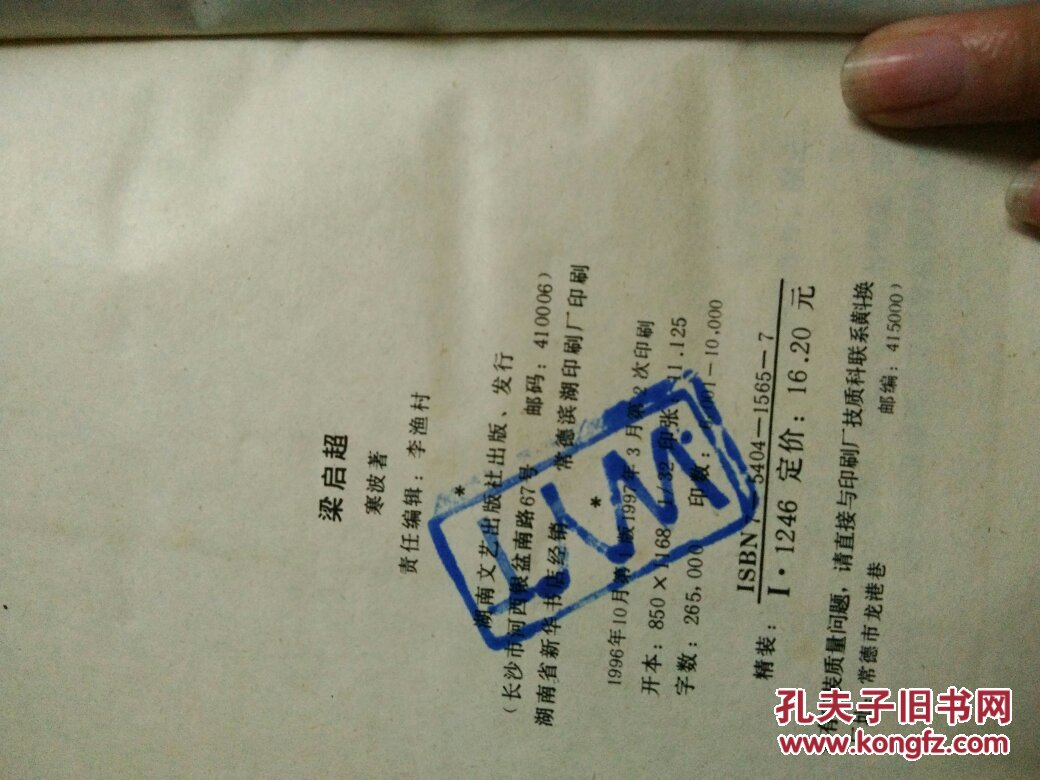 梁启超
寒波著
责任编辑：李渔村
*
湖南文艺出版社出版、发行
（长沙市河西银盆南路67号 邮码：410006）
湖南省新华书店经销 常德滨湖印刷厂印刷
*
1996年10月第1版1997年3月第2次印刷
开本：850×1168 1/32 印张：11.125
字数：265,000 印数：5,001—10,000
ISBN7—5404—1565—7
精装：I·1246 定价：16.20 元
技质量问题，请直接与印刷厂技质科联系调换
常德市龙港巷 邮编：415000）
L.M.
孔夫子旧书网
www.kongfz.com